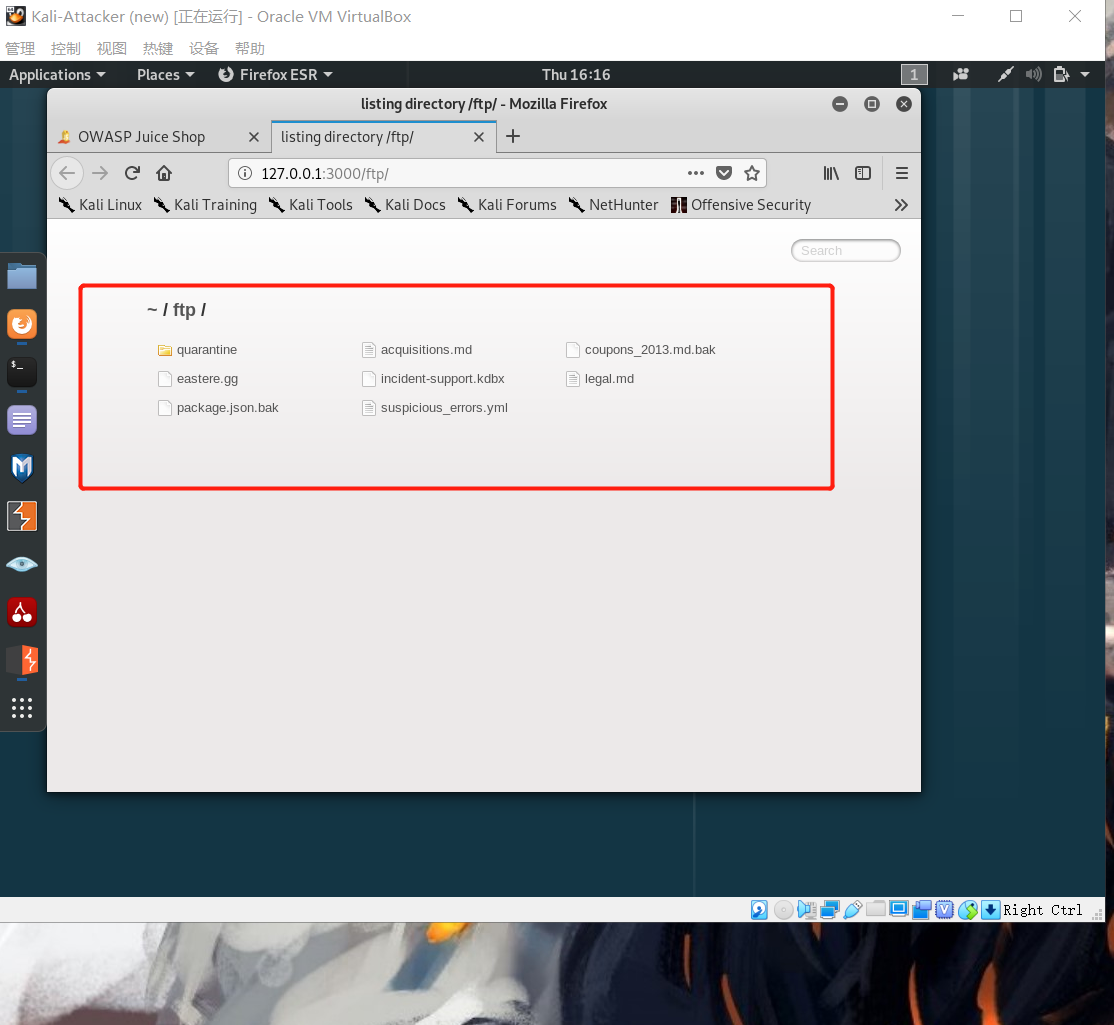 Kali-Attacker (new) [正在运行] - Oracle VM VirtualBox
管理 控制 视图 热键 设备 帮助
Applications Places Firefox ESR Thu 16:16 1
listing directory /ftp/ - Mozilla Firefox
OWASP Juice Shop listing directory /ftp/
127.0.0.1:3000/ftp/
Kali Linux Kali Training Kali Tools Kali Docs Kali Forums NetHunter Offensive Security
Search
~ / ftp /
quarantine acquisitions.md coupons_2013.md.bak
eastere.gg incident-support.kdbx legal.md
package.json.bak suspicious_errors.yml
Right Ctrl